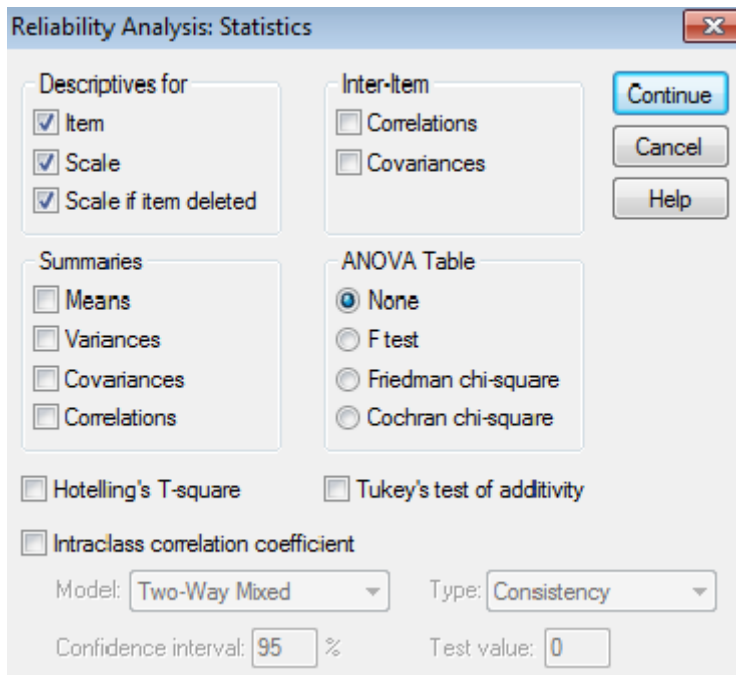 Reliability Analysis: Statistics
Descriptives for
Item
Scale
Scale if item deleted
Inter-Item
Correlations
Covariances
Continue
Cancel
Help
Summaries
Means
Variances
Covariances
Correlations
ANOVA Table
None
F test
Friedman chi-square
Cochran chi-square
Hotelling's T-square
Tukey's test of additivity
Intraclass correlation coefficient
Model: Two-Way Mixed
Type: Consistency
Confidence interval: 95 %
Test value: 0